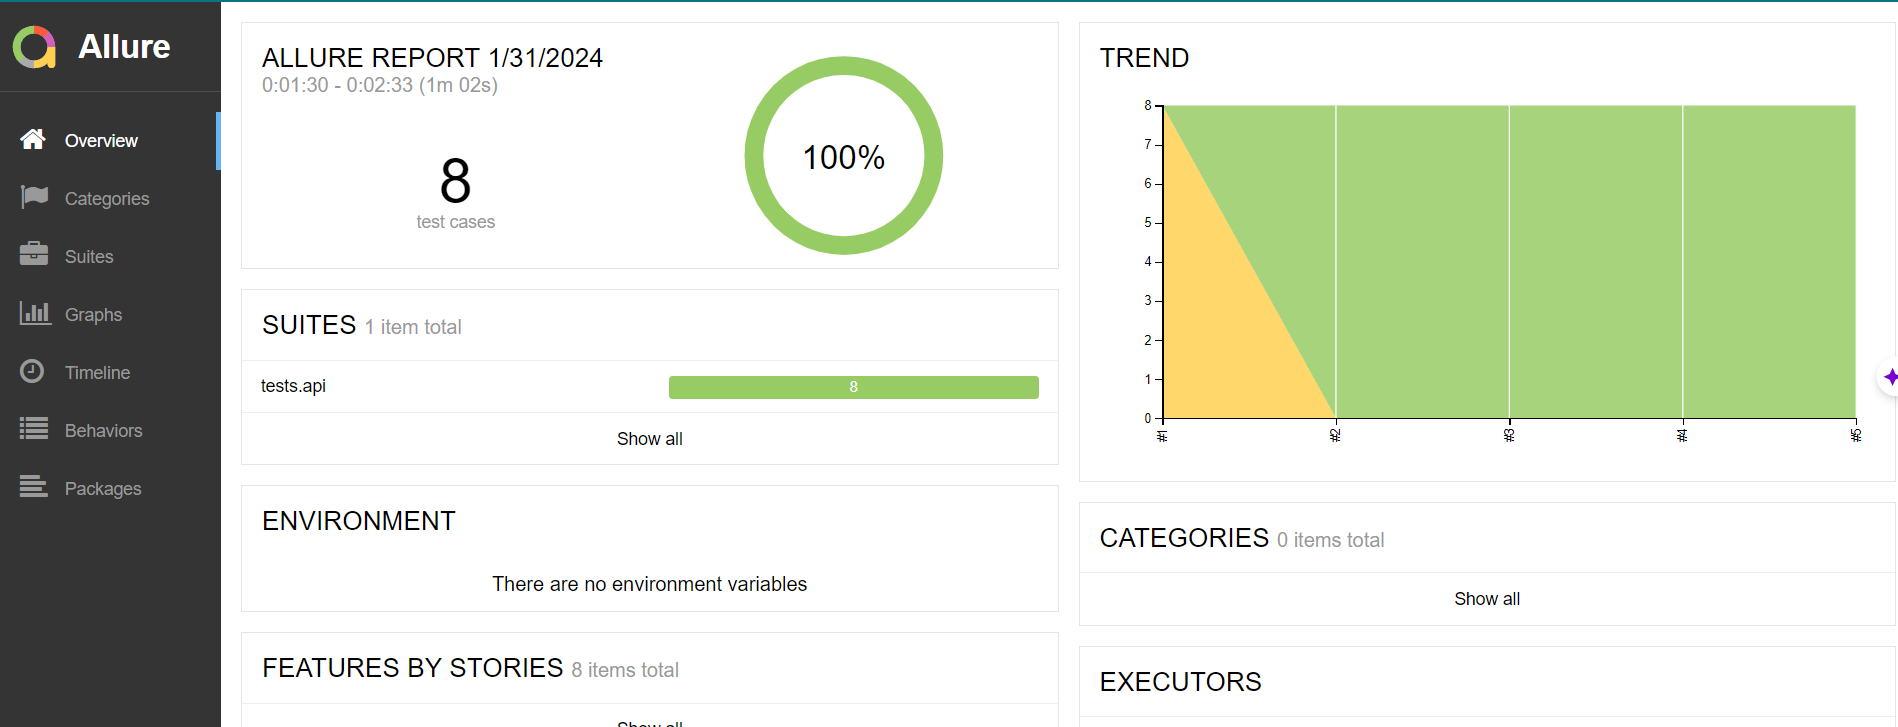 Allure
Overview
Categories
Suites
Graphs
Timeline
Behaviors
Packages
ALLURE REPORT 1/31/2024
0:01:30 - 0:02:33 (1m 02s)
8
test cases
100%
SUITES 1 item total
tests.api 8
Show all
ENVIRONMENT
There are no environment variables
FEATURES BY STORIES 8 items total
Show all
TREND
8
7
6
5
4
3
2
1
0
#1 #2 #3 #4 #5
CATEGORIES 0 items total
Show all
EXECUTORS